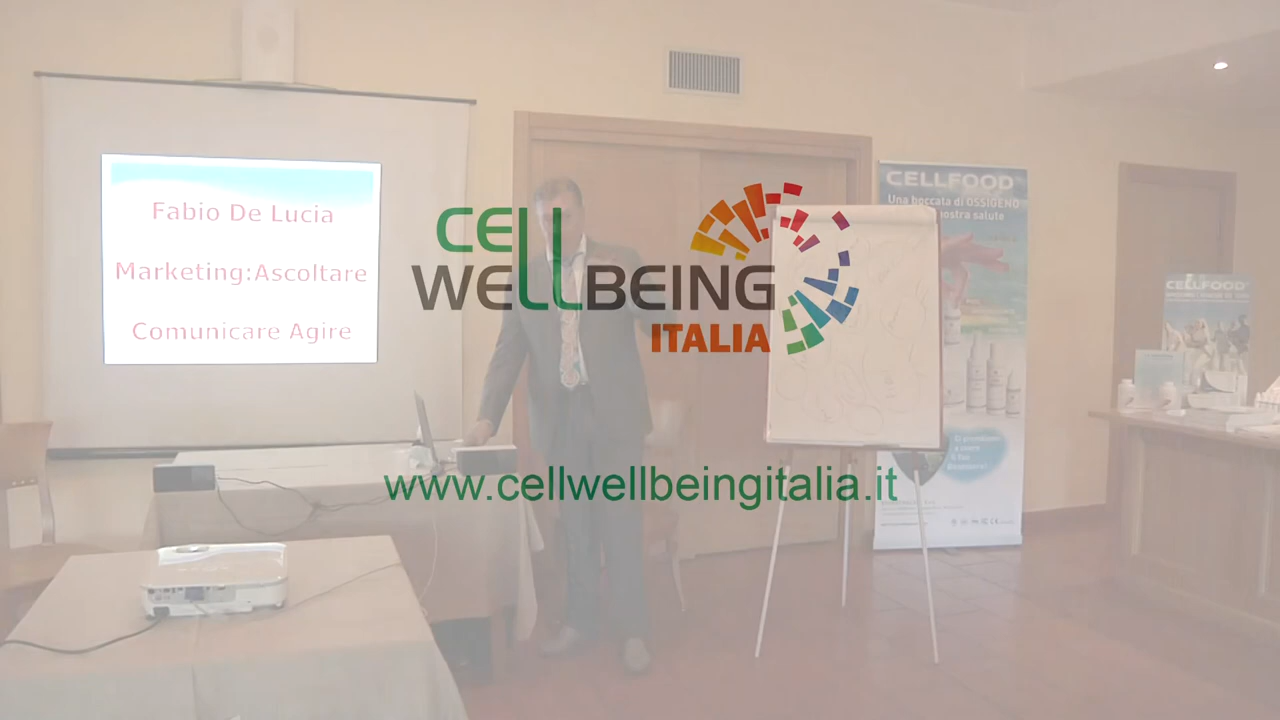 Fabio De Lucia
Marketing:Ascoltare
Comunicare Agire
CELL
WELLBEING
ITALIA
www.cellwellbeingitalia.it
CELLFOOD
Una boccata di OSSIGENO
ostra salute
CELLFOOD